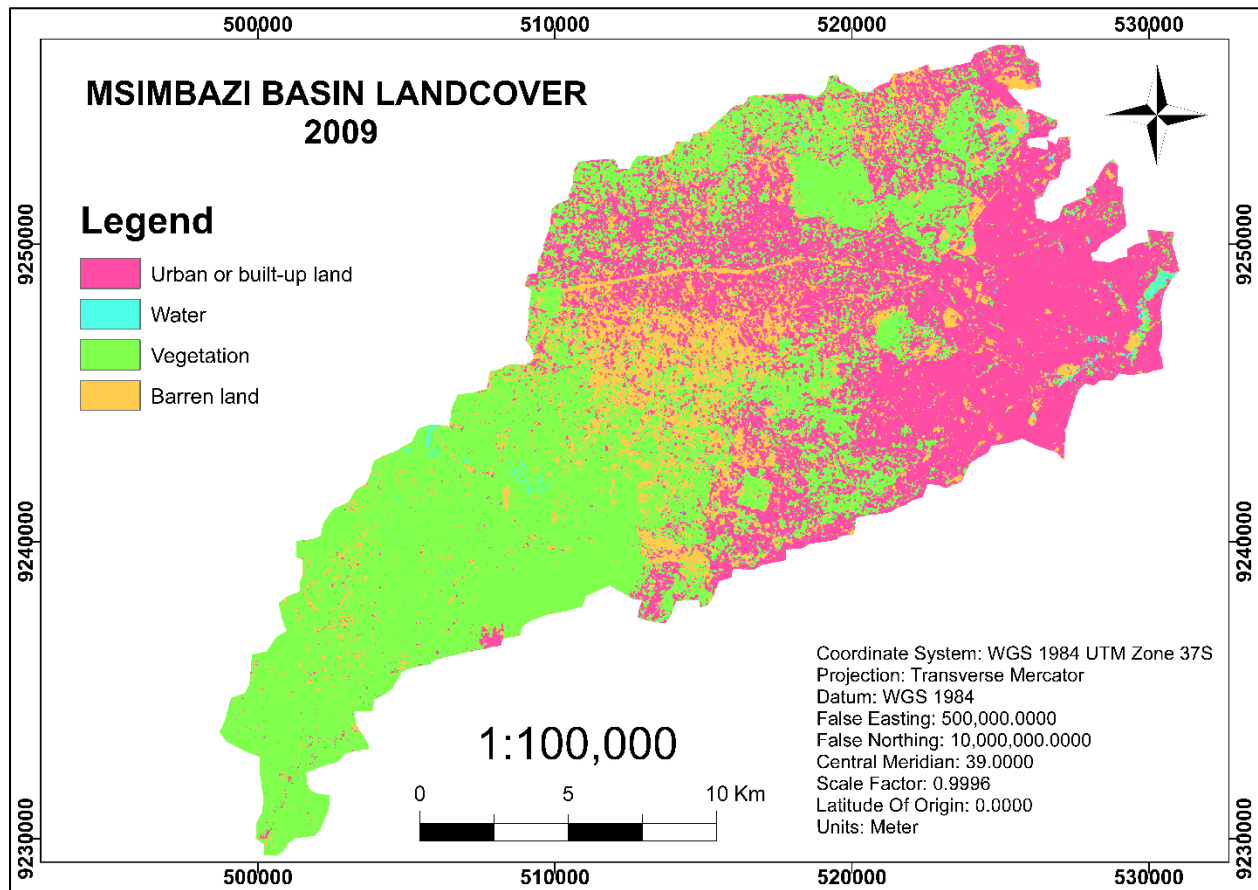 500000 510000 520000 530000
MSIMBAZI BASIN LANDCOVER
2009
Legend
Urban or built-up land
Water
Vegetation
Barren land
9250000 9250000
9240000 9240000
9230000 9230000
Coordinate System: WGS 1984 UTM Zone 37S
Projection: Transverse Mercator
Datum: WGS 1984
False Easting: 500,000.0000
False Northing: 10,000,000.0000
Central Meridian: 39.0000
Scale Factor: 0.9996
Latitude Of Origin: 0.0000
Units: Meter
1:100,000
0 5 10 Km
500000 510000 520000 530000